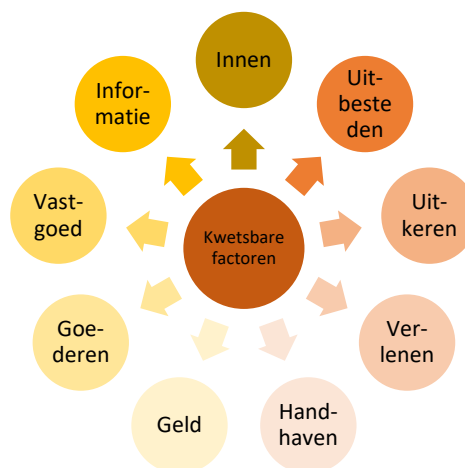 Innen
Uit-
beste
den
Uit-
keren
Ver-
lenen
Hand-
haven
Geld
Goe-
deren
Vast-
goed
Infor-
matie
Kwetsbare
factoren